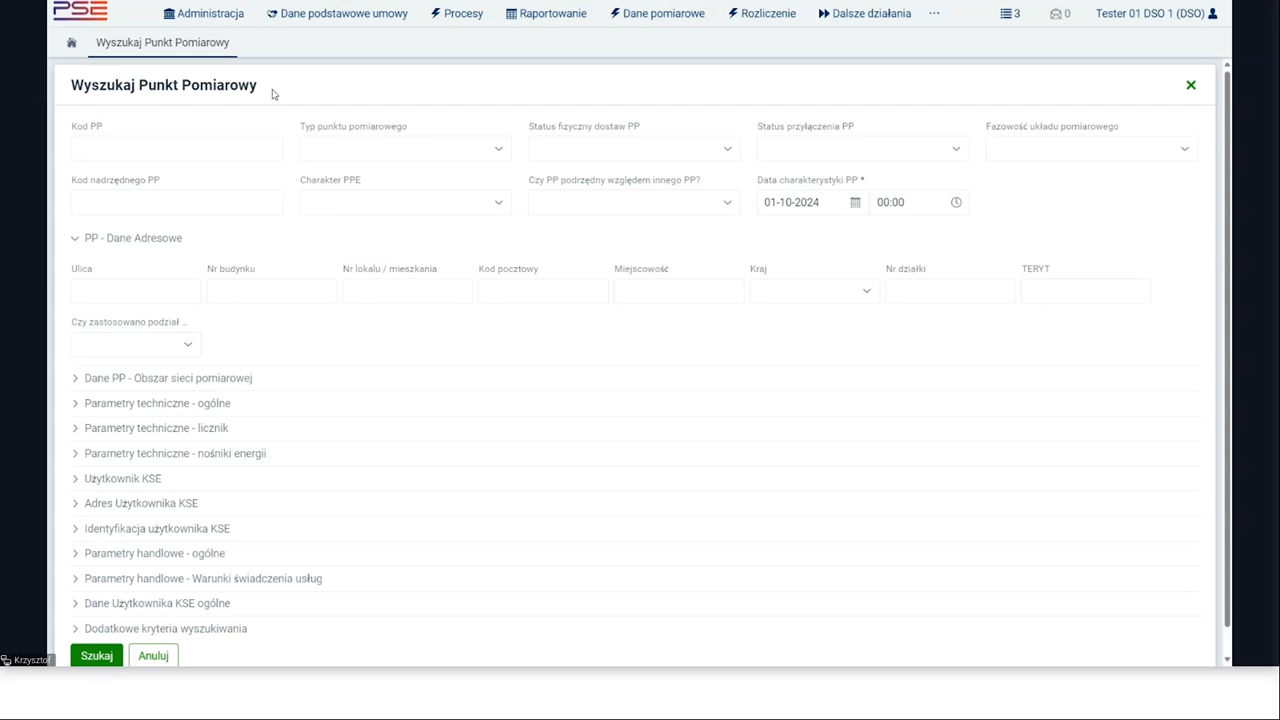 PSE
Administracja Dane podstawowe umowy Procesy Raportowanie Dane pomiarowe Rozliczenie Dalsze działania ... 3 0 Tester 01 DSO 1 (DSO)
Wyszukaj Punkt Pomiarowy
Wyszukaj Punkt Pomiarowy
Kod PP Typ punktu pomiarowego Status fizyczny dostaw PP Status przyłączenia PP Fazowość układu pomiarowego
Kod nadrzędnego PP Charakter PPE Czy PP podrzędny względem innego PP? Data charakterystyki PP *
01-10-2024 00:00
PP - Dane Adresowe
Ulica Nr budynku Nr lokalu / mieszkania Kod pocztowy Miejscowość Kraj Nr działki TERYT
Czy zastosowano podział ...
Dane PP - Obszar sieci pomiarowej
Parametry techniczne - ogólne
Parametry techniczne - licznik
Parametry techniczne - nośniki energii
Użytkownik KSE
Adres Użytkownika KSE
Identyfikacja użytkownika KSE
Parametry handlowe - ogólne
Parametry handlowe - Warunki świadczenia usług
Dane Użytkownika KSE ogólne
Dodatkowe kryteria wyszukiwania
Szukaj Anuluj
Krzysztof